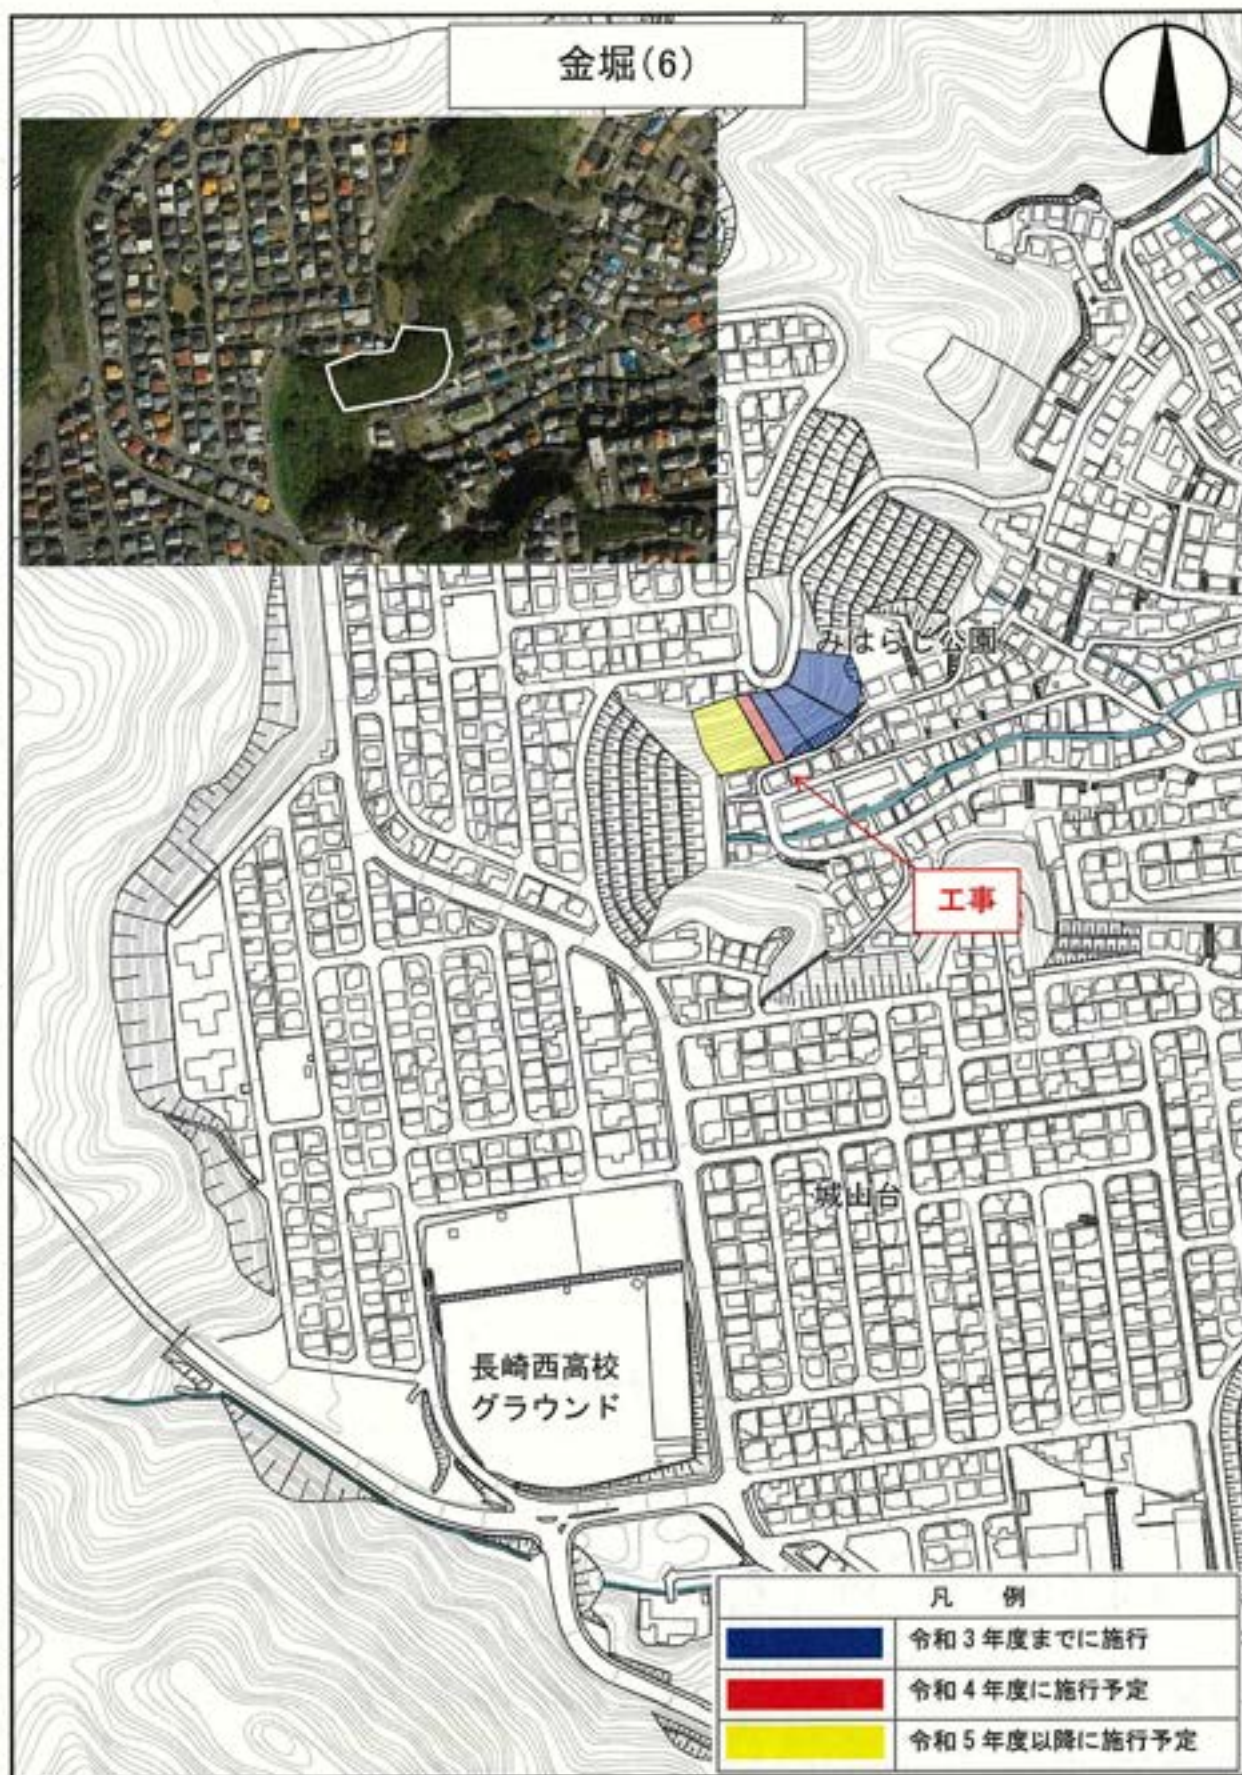 金堀(6)
みはらし公園
工事
城山台
長崎西高校
グラウンド
凡 例
令和3年度までに施行
令和4年度に施行予定
令和5年度以降に施行予定